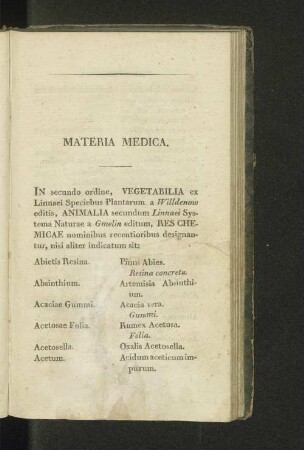 MATERIA MEDICA.
IN secundo ordine, VEGETABILIA ex
Linnaei Speciebus Plantarum a Willdenow
editis, ANIMALIA secundum Linnaei Sys-
tema Naturae a Gmelin editum, RES CHE-
MICAE nominibus recentioribus designan-
tur, nisi aliter indicatum sit:
Abietis Resina. Pinus Abies.
Resina concreta.
Absinthium. Artemisia Absinthi-
um.
Acaciae Gummi. Acacia vera.
Gummi.
Acetosae Folia. Rumex Acetosa.
Folia.
Acetosella. Oxalis Acetosella.
Acetum. Acidum aceticum im-
purum.